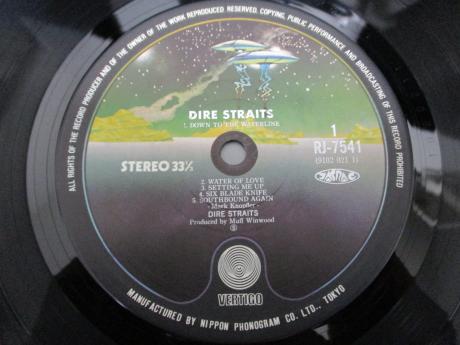 ALL RIGHTS OF THE RECORD PRODUCER AND OF THE OWNER OF THE WORK REPRODUCED RESERVED. COPYING, PUBLIC PERFORMANCE AND BROADCASTING OF THIS RECORD PROHIBITED
DIRE STRAITS
1. DOWN TO THE WATERLINE
1
RJ-7541
(9102 021 1)
STEREO 33⅓
2. WATER OF LOVE
3. SETTING ME UP
4. SIX BLADE KNIFE
5. SOUTHBOUND AGAIN
-Mark Knopfler-
DIRE STRAITS
Produced by Muff Winwood
VERTIGO
MANUFACTURED BY NIPPON PHONOGRAM CO. LTD., TOKYO